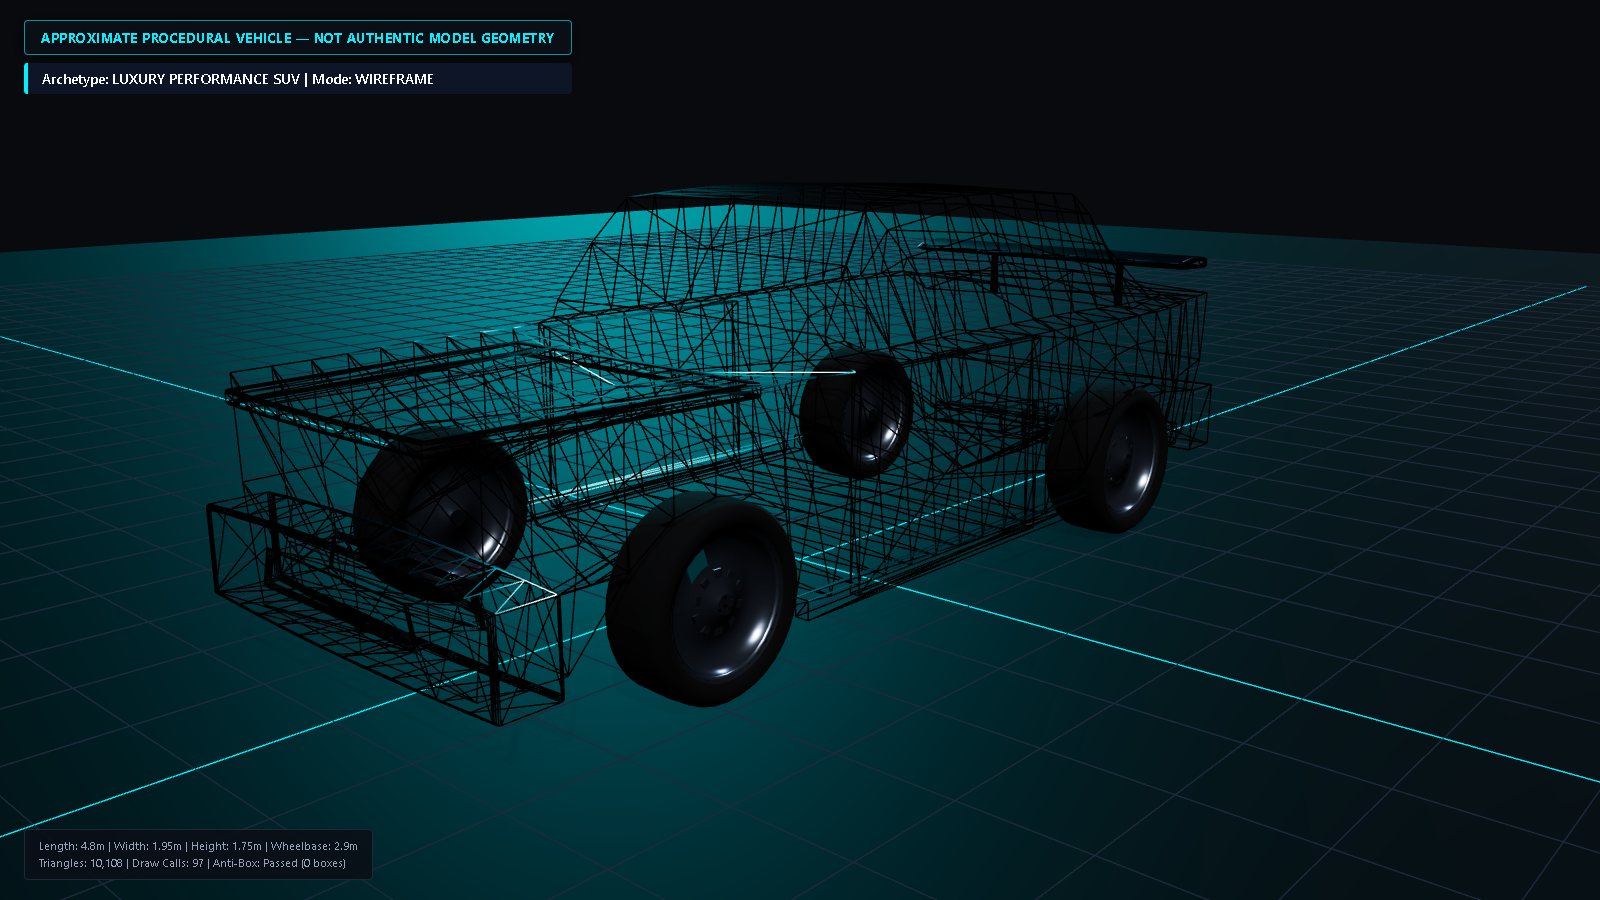 APPROXIMATE PROCEDURAL VEHICLE — NOT AUTHENTIC MODEL GEOMETRY
Archetype: LUXURY PERFORMANCE SUV | Mode: WIREFRAME
Length: 4.8m | Width: 1.95m | Height: 1.75m | Wheelbase: 2.9m
Triangles: 10,108 | Draw Calls: 97 | Anti-Box: Passed (0 boxes)